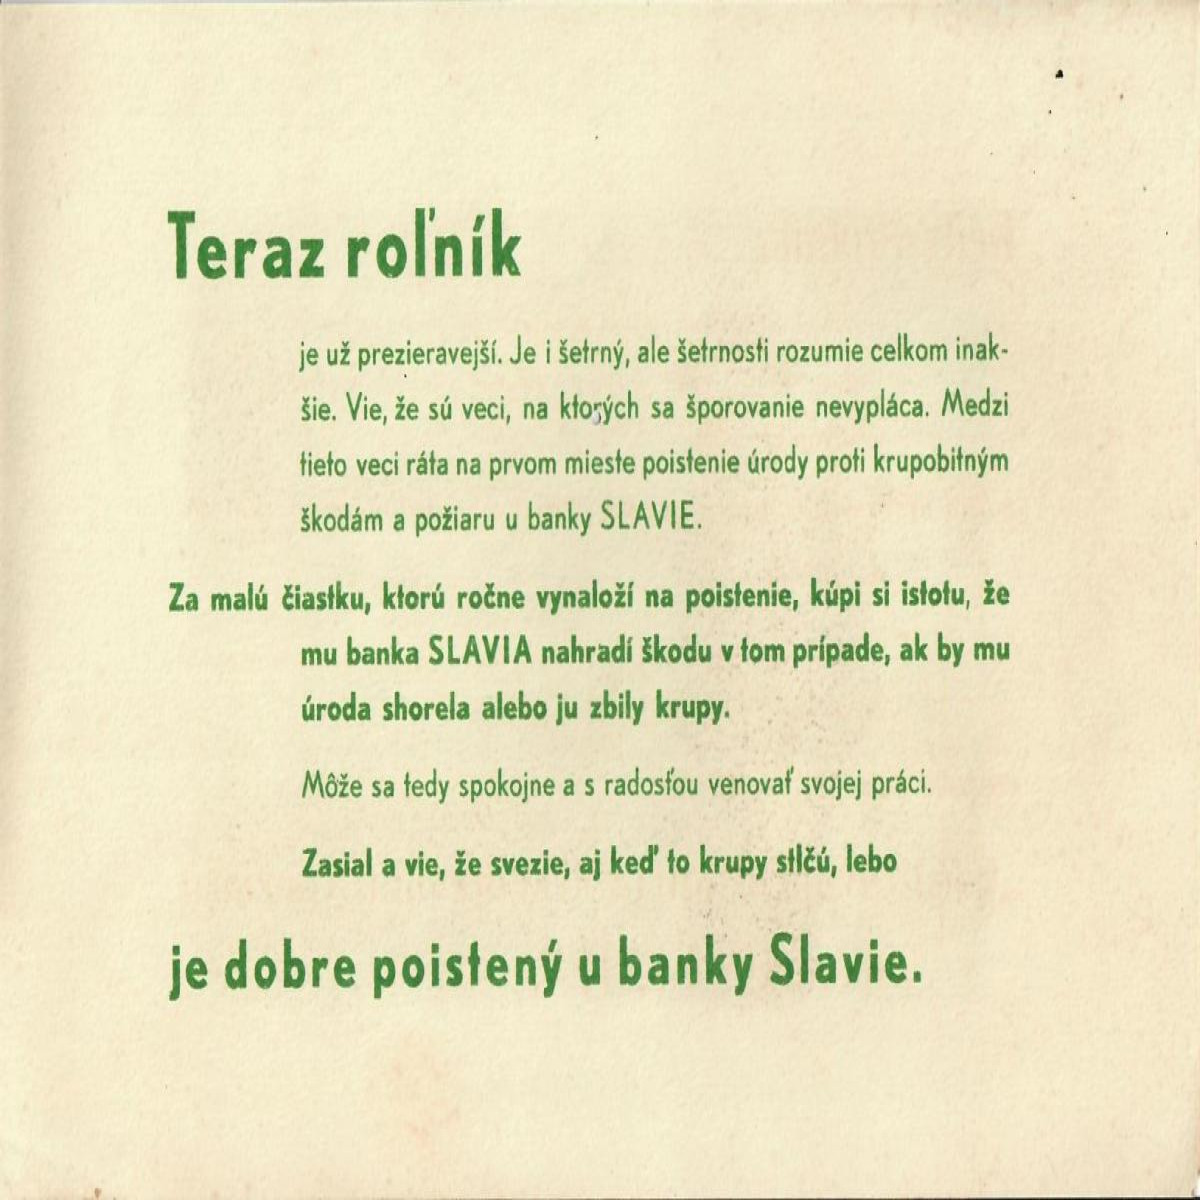 Teraz roľník
je už prezieravejší. Je i šetrný, ale šetrnosti rozumie celkom inak-
šie. Vie, že sú veci, na ktorých sa šporovanie nevypláca. Medzi
tieto veci ráta na prvom mieste poistenie úrody proti krupobitným
škodám a požiaru u banky SLAVIE.
Za malú čiastku, ktorú ročne vynaloží na poistenie, kúpi si istotu, že
mu banka SLAVIA nahradí škodu v tom prípade, ak by mu
úroda shorela alebo ju zbily krupy.
Môže sa tedy spokojne a s radosťou venovať svojej práci.
Zasial a vie, že svezie, aj keď to krupy stlčú, lebo
je dobre poistený u banky Slavie.